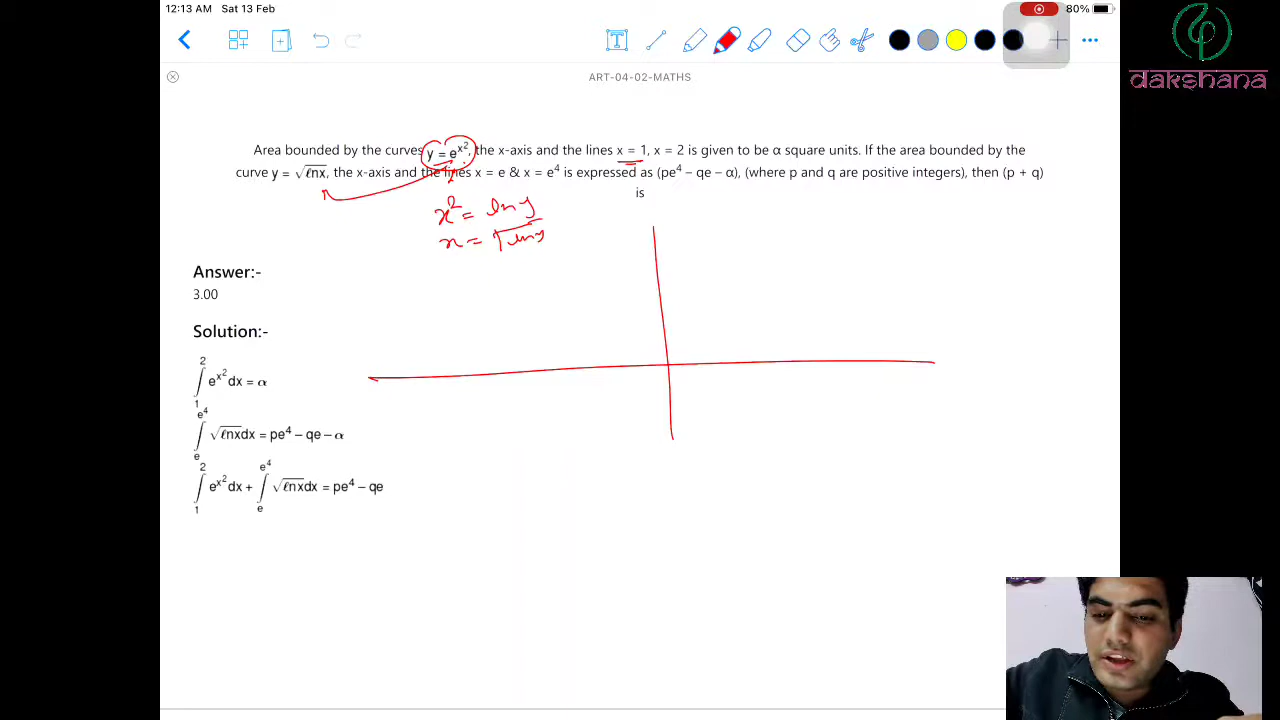 12:13 AM Sat 13 Feb
80%
dakshana
ART-04-02-MATHS
Area bounded by the curves y = e^{x^2} the x-axis and the lines x = 1, x = 2 is given to be α square units. If the area bounded by the
curve y = √ℓnx, the x-axis and the lines x = e & x = e⁴ is expressed as (pe⁴ – qe – α), (where p and q are positive integers), then (p + q)
is
x² = ln y
x = √ln y
Answer:-
3.00
Solution:-
∫₁² e^{x^2} dx = α
∫ₑ^{e⁴} √ℓnx dx = pe⁴ – qe – α
∫₁² e^{x^2} dx + ∫ₑ^{e⁴} √ℓnx dx = pe⁴ – qe